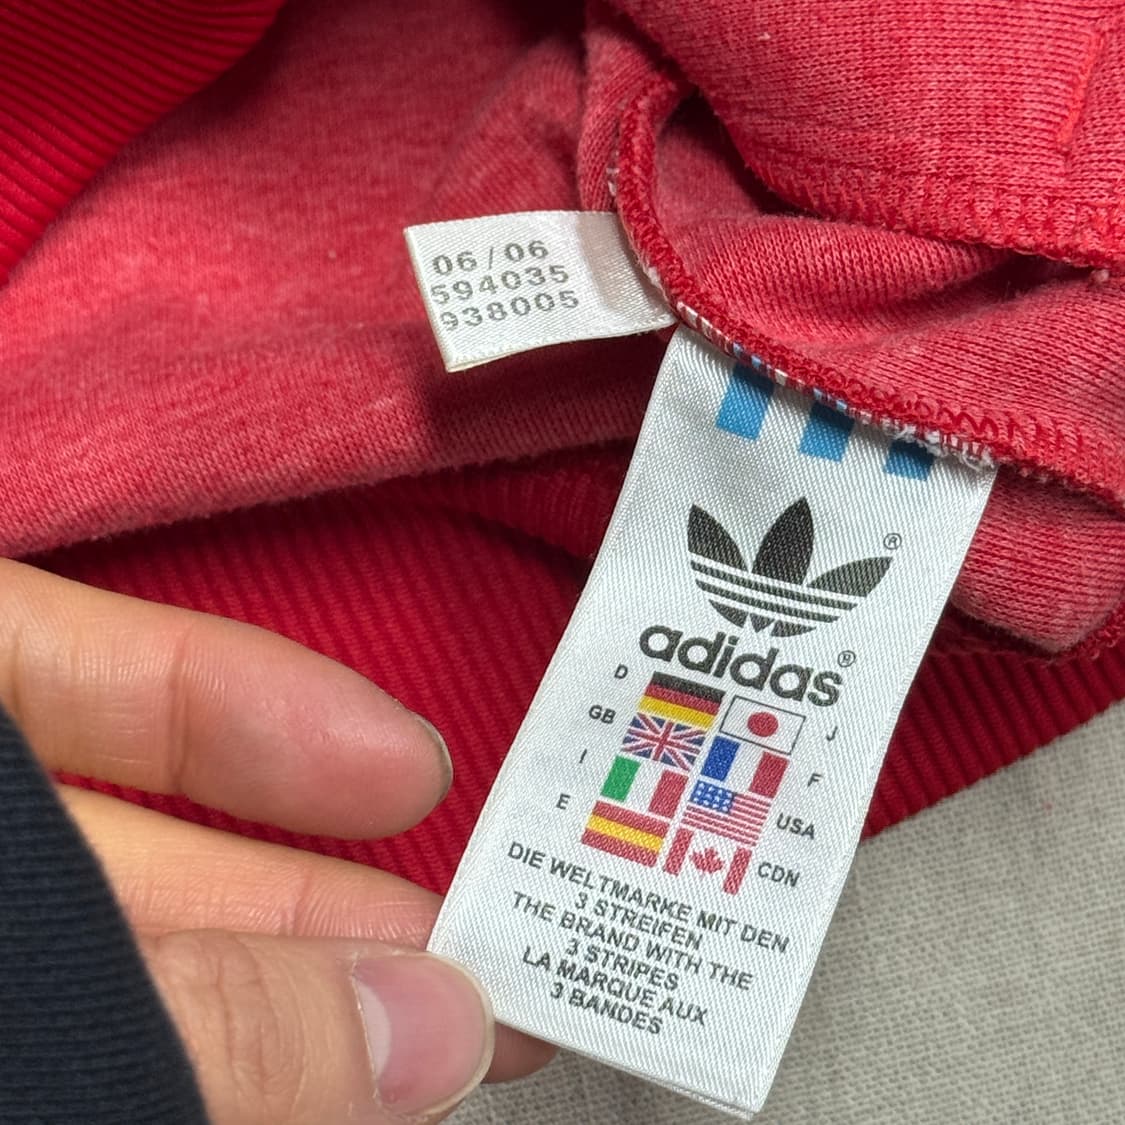 06/06
594035
938005
®
adidas®
D
J
GB
F
I
USA
E
CDN
DIE WELTMARKE MIT DEN
3 STREIFEN
THE BRAND WITH THE
3 STRIPES
LA MARQUE AUX
3 BANDES